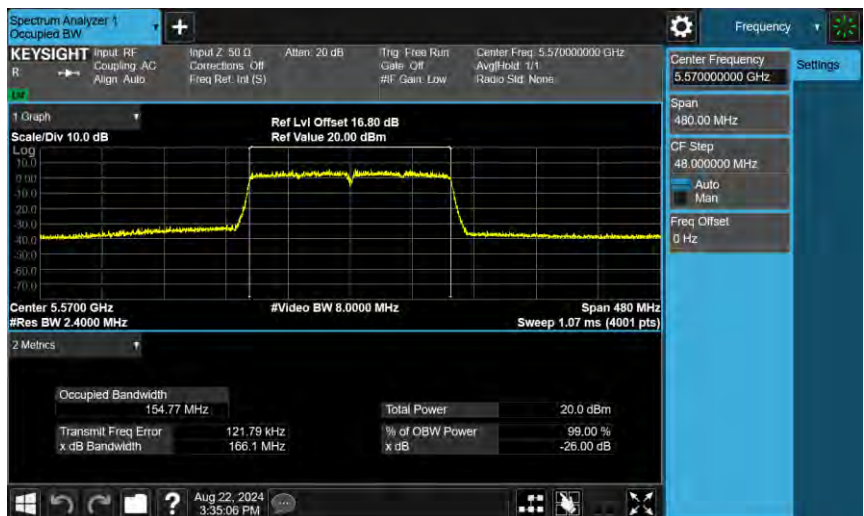 Spectrum Analyzer 1
Occupied BW
+
Frequency
KEYSIGHT
R
Input: RF
Coupling: AC
Align: Auto
Input Z: 50 Ω
Corrections: Off
Freq Ref: Int (S)
Atten: 20 dB
Trig: Free Run
Gate: Off
#IF Gain: Low
Center Freq: 5.570000000 GHz
Avg|Hold: 1/1
Radio Std: None
1 Graph
Scale/Div 10.0 dB
Ref Lvl Offset 16.80 dB
Ref Value 20.00 dBm
Log
10.0
0.00
-10.0
-20.0
-30.0
-40.0
-50.0
-60.0
-70.0
Center 5.5700 GHz
#Video BW 8.0000 MHz
Span 480 MHz
#Res BW 2.4000 MHz
Sweep 1.07 ms (4001 pts)
2 Metrics
Occupied Bandwidth
154.77 MHz
Total Power 20.0 dBm
Transmit Freq Error 121.79 kHz
% of OBW Power 99.00 %
x dB Bandwidth 166.1 MHz
x dB -26.00 dB
?
Aug 22, 2024
3:35:06 PM
Center Frequency
5.570000000 GHz
Settings
Span
480.00 MHz
CF Step
48.000000 MHz
Auto
Man
Freq Offset
0 Hz